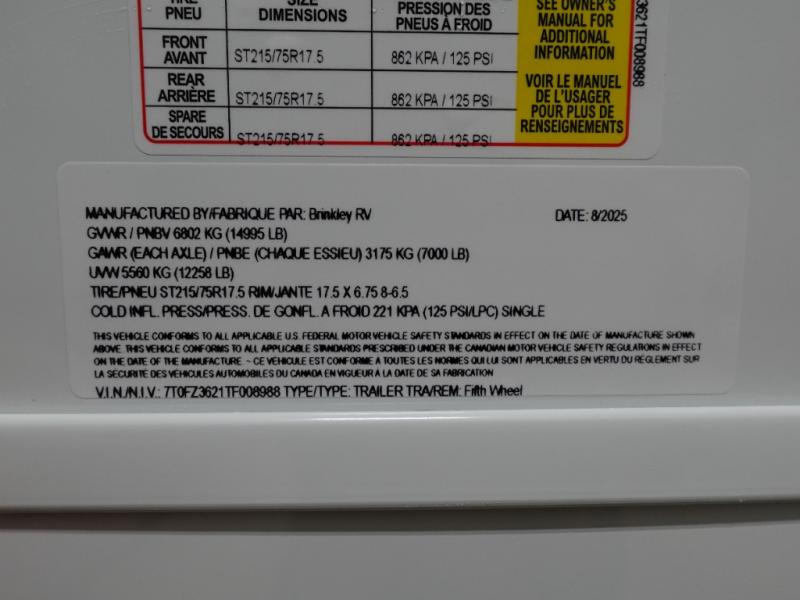 TIRE SIZE PRESSION DES SEE OWNER'S
PNEU DIMENSIONS PNEUS À FROID MANUAL FOR
ADDITIONAL
INFORMATION
FRONT
AVANT ST215/75R17.5 862 KPA / 125 PSI
REAR
ARRIÈRE ST215/75R17.5 862 KPA / 125 PSI
SPARE
DE SECOURS ST215/75R17.5 862 KPA / 125 PSI
VOIR LE MANUEL
DE L'USAGER
POUR PLUS DE
RENSEIGNEMENTS
3621TF008988
MANUFACTURED BY/FABRIQUE PAR: Brinkley RV DATE: 8/2025
GVWR / PNBV 6802 KG (14995 LB)
GAWR (EACH AXLE) / PNBE (CHAQUE ESSIEU) 3175 KG (7000 LB)
UVW 5560 KG (12258 LB)
TIRE/PNEU ST215/75R17.5 RIM/JANTE 17.5 X 6.75 8-6.5
COLD INFL. PRESS/PRESS. DE GONFL. A FROID 221 KPA (125 PSI/LPC) SINGLE
THIS VEHICLE CONFORMS TO ALL APPLICABLE U.S. FEDERAL MOTOR VEHICLE SAFETY STANDARDS IN EFFECT ON THE DATE OF MANUFACTURE SHOWN
ABOVE. THIS VEHICLE CONFORMS TO ALL APPLICABLE STANDARDS PRESCRIBED UNDER THE CANADIAN MOTOR VEHICLE SAFETY REGULATIONS IN EFFECT
ON THE DATE OF THE MANUFACTURE ~ CE VEHICULE EST CONFORME A TOUTES LES NORMES QUI LUI SONT APPLICABLES EN VERTU DU REGLEMENT SUR
LA SECURITE DES VEHICULES AUTOMOBILES DU CANADA EN VIGUEUR A LA DATE DE SA FABRICATION
V.I.N./N.I.V.: 7T0FZ3621TF008988 TYPE/TYPE: TRAILER TRA/REM: Fifth Wheel